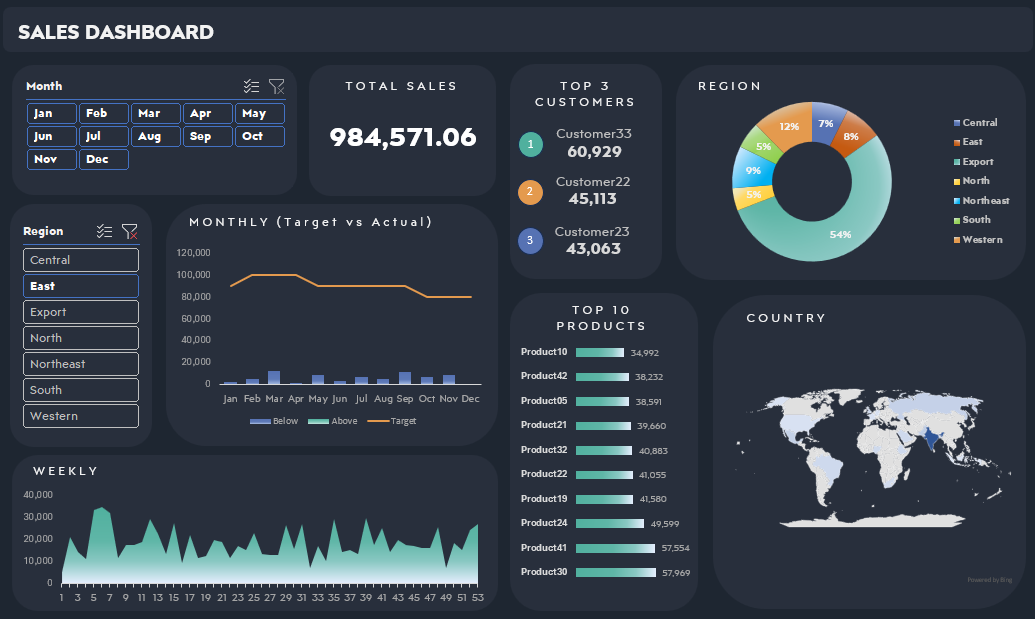 SALES DASHBOARD
Month
Jan Feb Mar Apr May
Jun Jul Aug Sep Oct
Nov Dec
TOTAL SALES
984,571.06
TOP 3
CUSTOMERS
1 Customer33
60,929
2 Customer22
45,113
3 Customer23
43,063
REGION
12% 7%
8%
5%
9%
5%
54%
Central
East
Export
North
Northeast
South
Western
Region
Central
East
Export
North
Northeast
South
Western
MONTHLY (Target vs Actual)
120,000
100,000
80,000
60,000
40,000
20,000
0
Jan Feb Mar Apr May Jun Jul Aug Sep Oct Nov Dec
Below Above Target
TOP 10
PRODUCTS
Product10 34,992
Product42 38,232
Product05 38,591
Product21 39,660
Product32 40,883
Product22 41,055
Product19 41,580
Product24 49,599
Product41 57,554
Product30 57,969
COUNTRY
Powered by Bing
WEEKLY
40,000
30,000
20,000
10,000
0
1 3 5 7 9 11 13 15 17 19 21 23 25 27 29 31 33 35 37 39 41 43 45 47 49 51 53